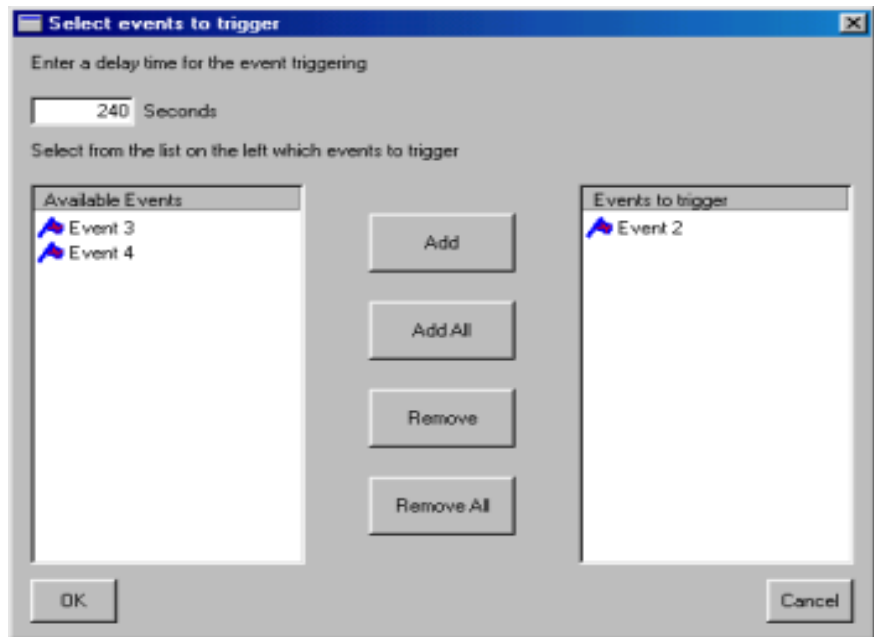 Select events to trigger
Enter a delay time for the event triggering
240 Seconds
Select from the list on the left which events to trigger
Available Events
Event 3
Event 4
Add
Add All
Remove
Remove All
Events to trigger
Event 2
OK
Cancel